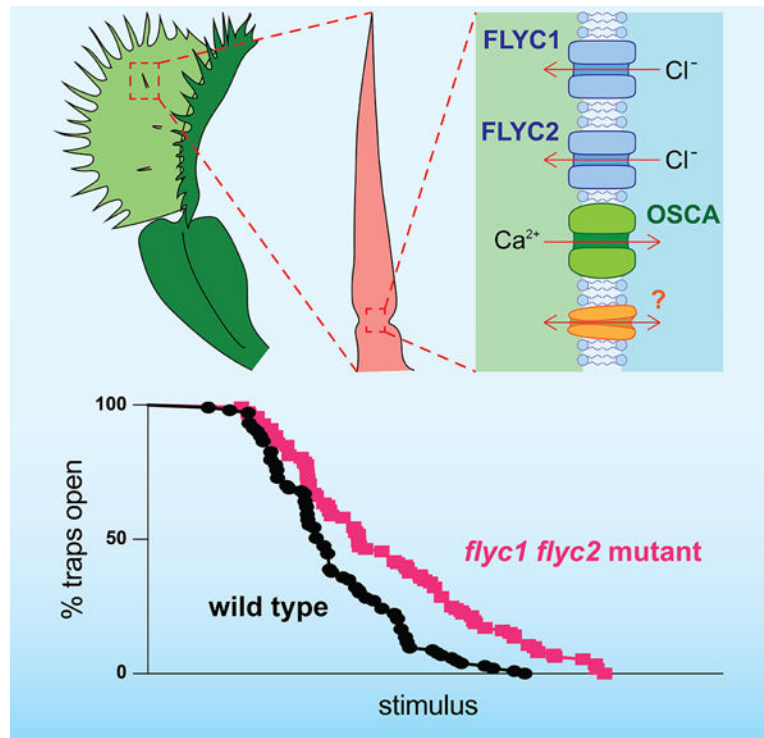 FLYC1
Cl⁻
FLYC2
Cl⁻
OSCA
Ca²⁺
?
100
50
0
% traps open
flyc1 flyc2 mutant
wild type
stimulus